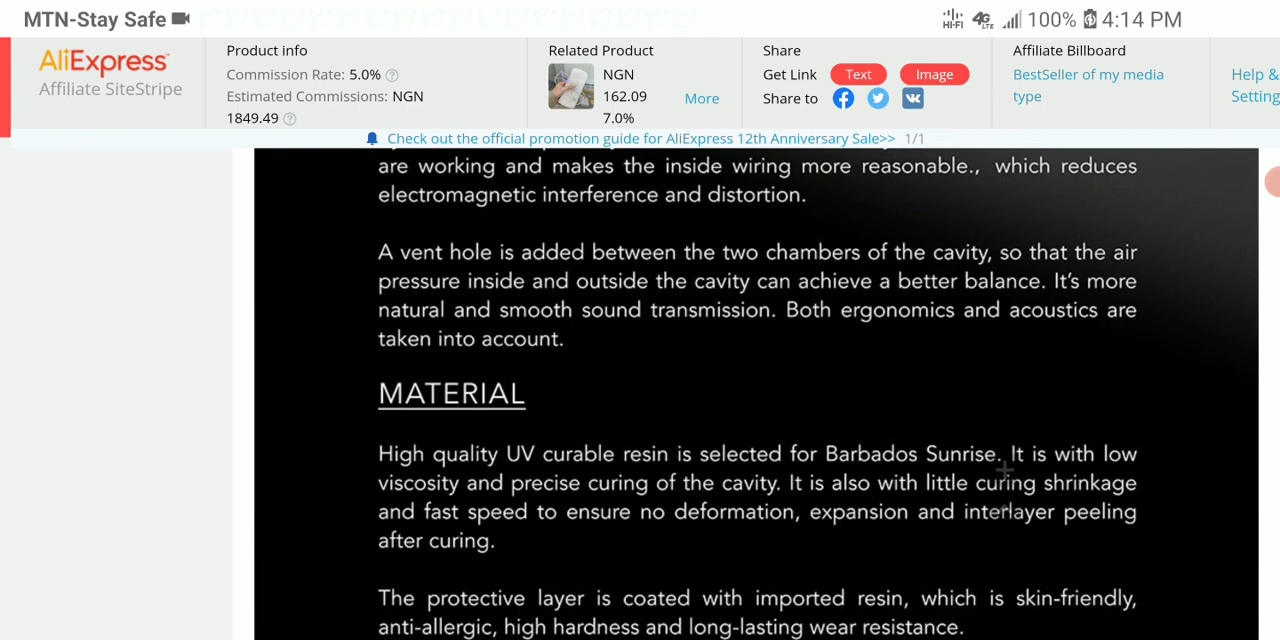 MTN-Stay Safe
HI-FI 4G LTE 100% 4:14 PM
AliExpress
Affiliate SiteStripe
Product info
Commission Rate: 5.0% ?
Estimated Commissions: NGN
1849.49 ?
Related Product
NGN
162.09
7.0%
More
Share
Get Link Text Image
Share to
Affiliate Billboard
BestSeller of my media
type
Help &
Setting
Check out the official promotion guide for AliExpress 12th Anniversary Sale>> 1/1
are working and makes the inside wiring more reasonable., which reduces
electromagnetic interference and distortion.
A vent hole is added between the two chambers of the cavity, so that the air
pressure inside and outside the cavity can achieve a better balance. It's more
natural and smooth sound transmission. Both ergonomics and acoustics are
taken into account.
MATERIAL
High quality UV curable resin is selected for Barbados Sunrise. It is with low
viscosity and precise curing of the cavity. It is also with little curing shrinkage
and fast speed to ensure no deformation, expansion and interlayer peeling
after curing.
The protective layer is coated with imported resin, which is skin-friendly,
anti-allergic, high hardness and long-lasting wear resistance.